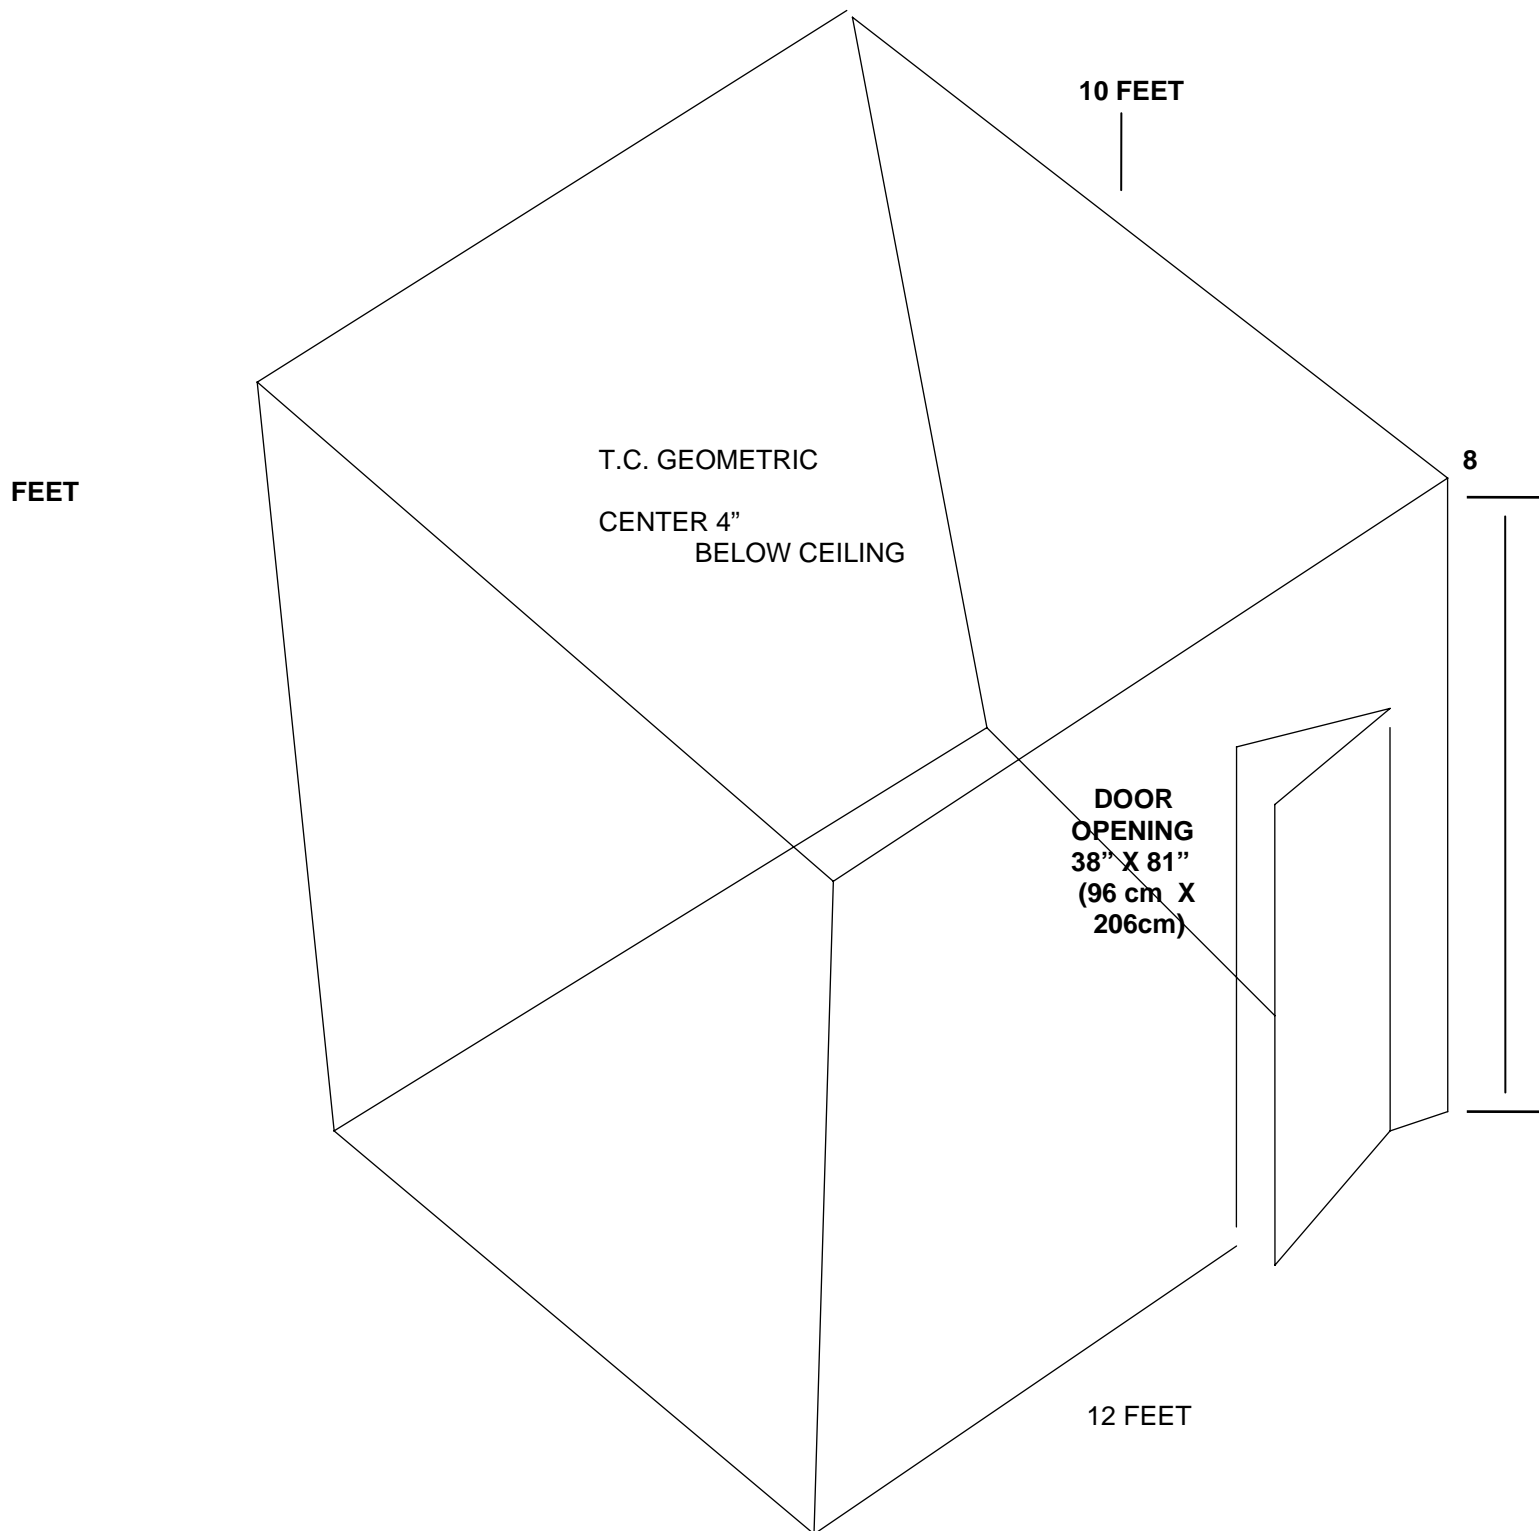 10 FEET
T.C. GEOMETRIC
8
FEET
CENTER 4”
BELOW CEILING
DOOR
OPENING
38” X 81”
(96 cm  X
206cm)
12 FEET